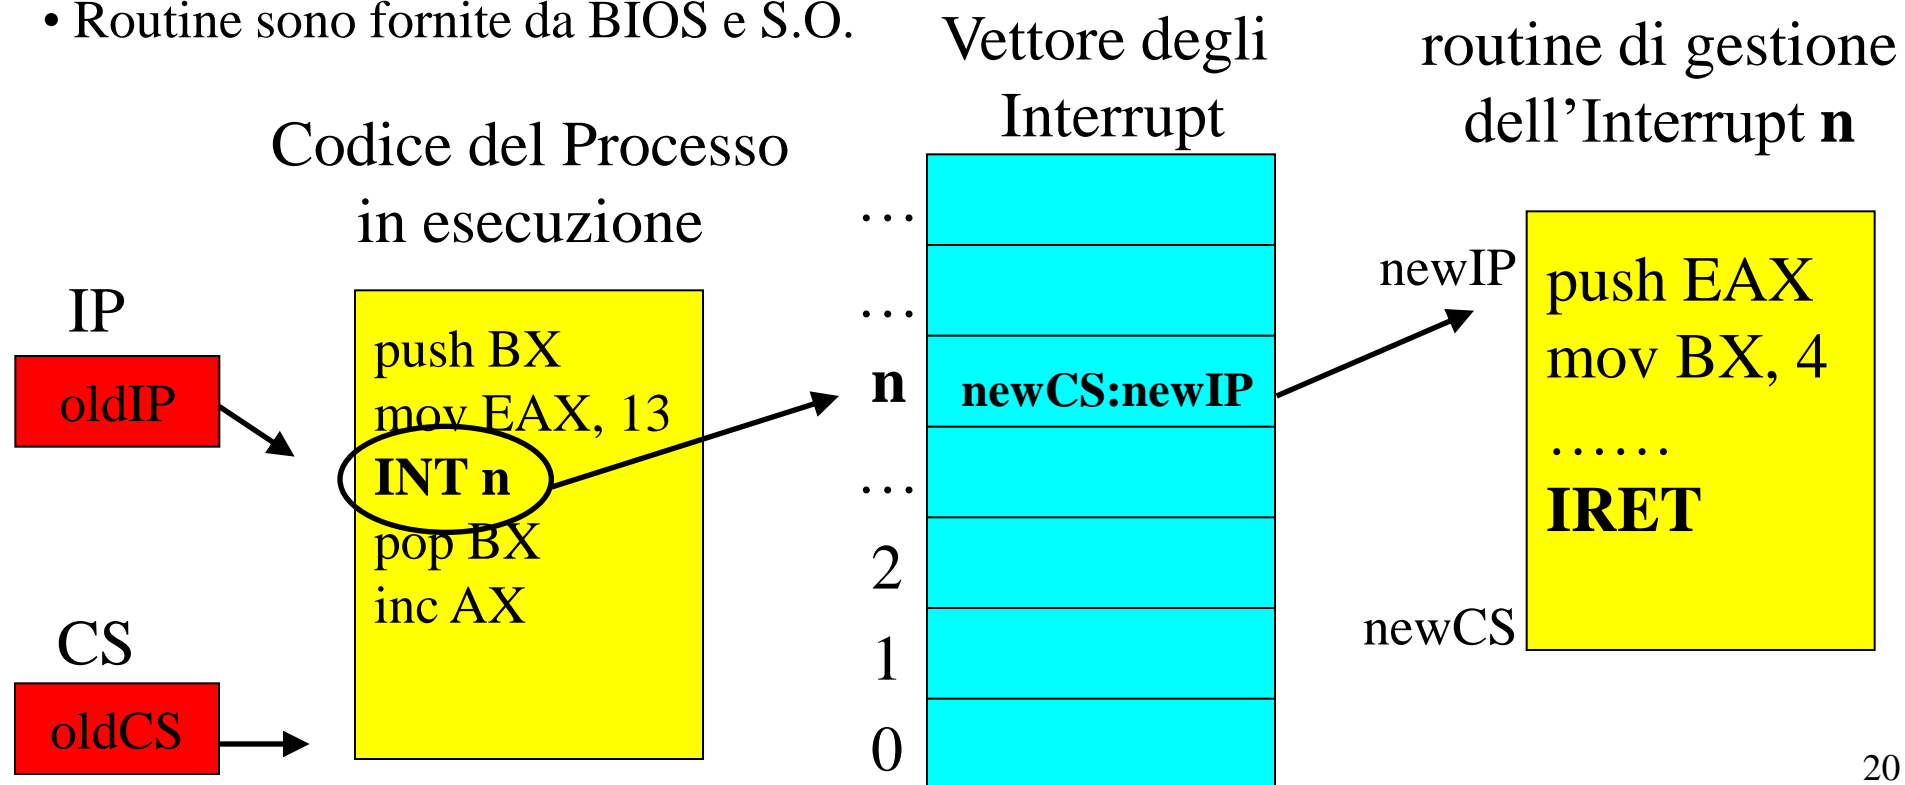 • Routine sono fornite da BIOS e S.O.
Vettore degli
Interrupt
routine di gestione
dell’Interrupt n
Codice del Processo
in esecuzione
IP
oldIP
CS
oldCS
push BX
mov EAX, 13
INT n
pop BX
inc AX
…
…
n
newCS:newIP
…
2
1
0
newIP
newCS
push EAX
mov BX, 4
……
IRET
20